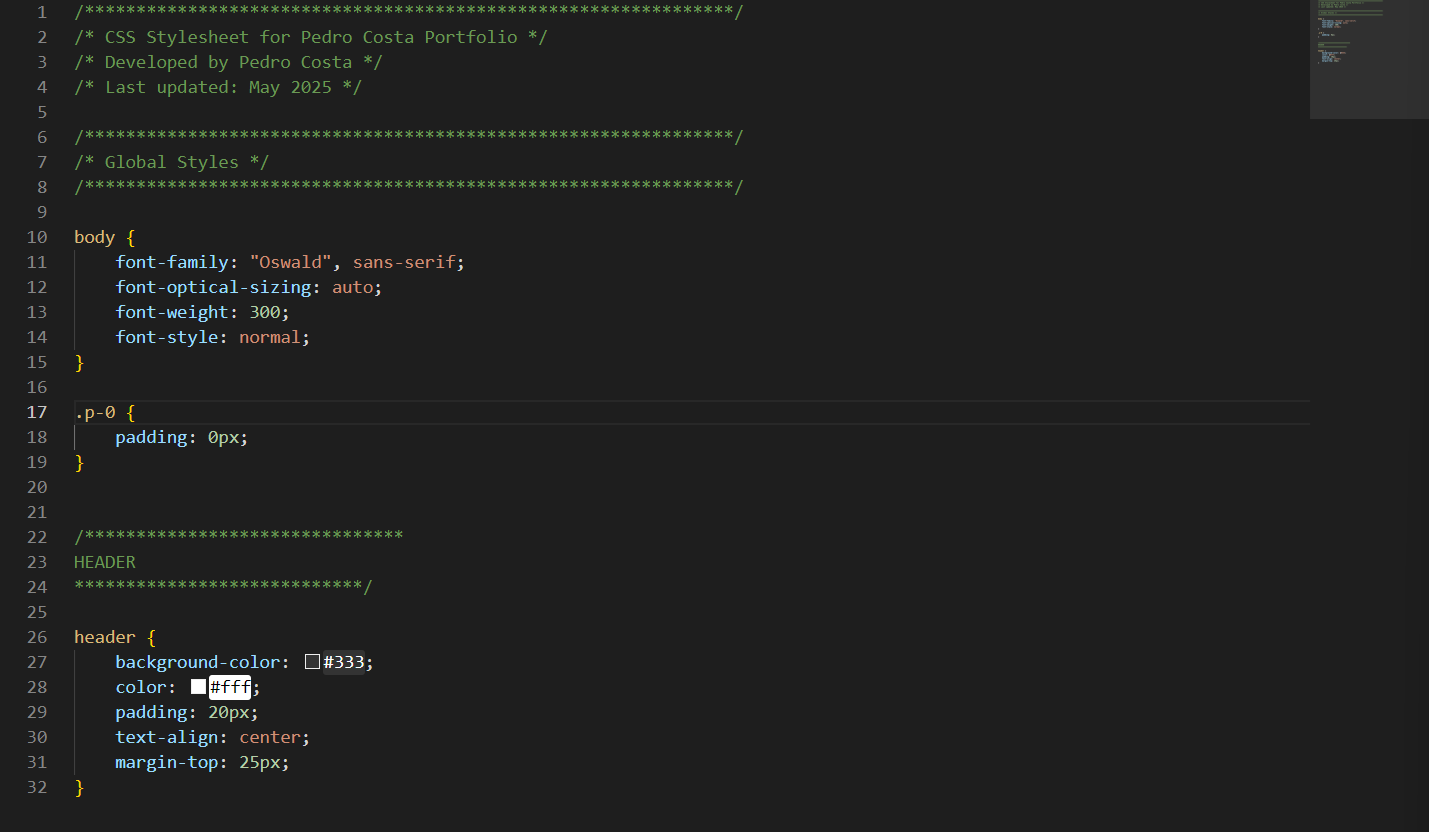 1 /***************************************************************/
2 /* CSS Stylesheet for Pedro Costa Portfolio */
3 /* Developed by Pedro Costa */
4 /* Last updated: May 2025 */
5
6 /***************************************************************/
7 /* Global Styles */
8 /***************************************************************/
9
10 body {
11     font-family: "Oswald", sans-serif;
12     font-optical-sizing: auto;
13     font-weight: 300;
14     font-style: normal;
15 }
16
17 .p-0 {
18     padding: 0px;
19 }
20
21
22 /*******************************
23 HEADER
24 ****************************/
25
26 header {
27     background-color: #333;
28     color: #fff;
29     padding: 20px;
30     text-align: center;
31     margin-top: 25px;
32 }